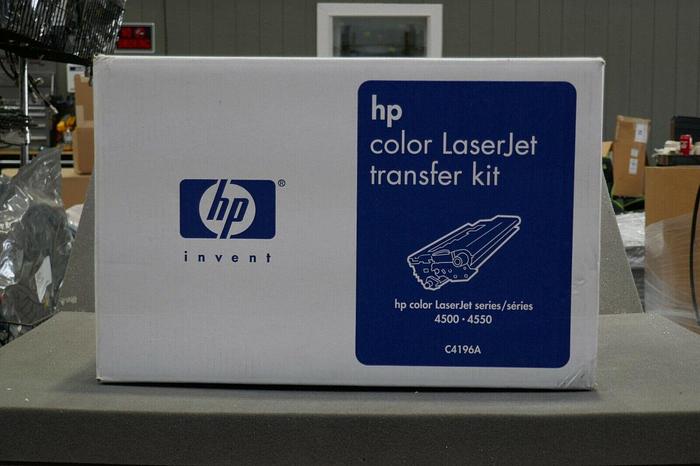 hp
invent
hp
color LaserJet
transfer kit
hp color LaserJet series/séries
4500 • 4550
C4196A